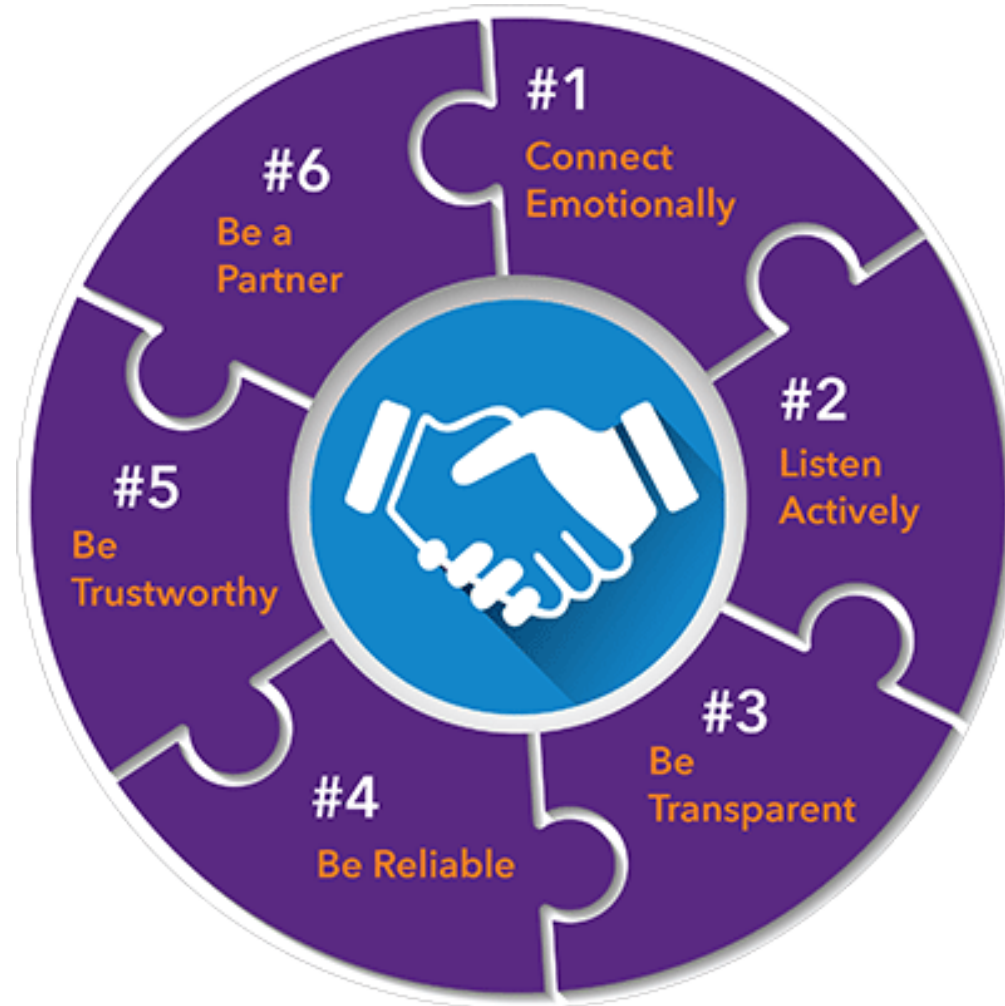 #1
Connect
Emotionally
#2
Listen
Actively
#3
Be
Transparent
#4
Be Reliable
#5
Be
Trustworthy
#6
Be a
Partner